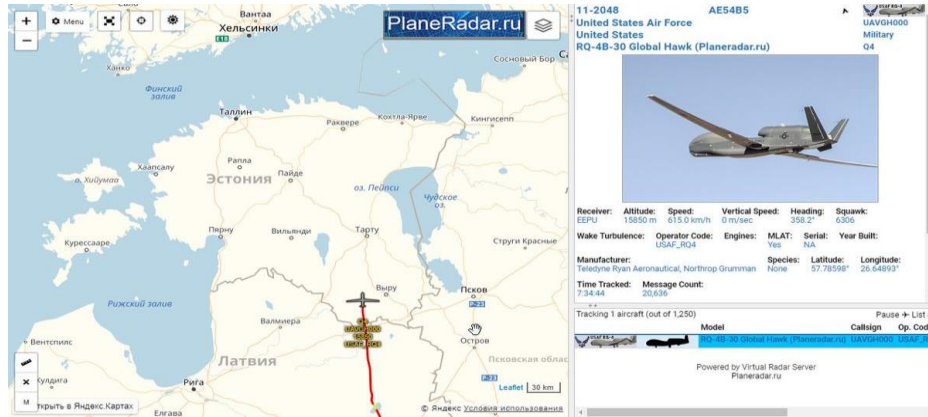 +
Menu
−
PlaneRadar.ru
Вантаа
Хельсинки
E18
Ханко
Финский
залив
Сосновый Бор
Таллин
Раквере
Кохтла-Ярве
Кингисепп
Хаапсалу
Рапла
о. Хийумаа
Эстония
Пайде
оз. Пейпси
Чудское
оз.
Курессааре
Пярну
Вильянди
Тарту
Струги Красные
Выру
Псков
P-23
Рижский залив
Валмиера
UAVGH000
15850
USAF_RQ4
Остров
Вентспилс
Латвия
Псковская облас
P-23
Кулдига
Рига
Leaflet
30 km
×
м
ткрыть в Яндекс.Картах
Елгава
© Яндекс Условия использования
11-2048 AE54B5
United States Air Force UAVGH000
United States Military
RQ-4B-30 Global Hawk (Planeradar.ru) Q4
Receiver: Altitude: Speed: Vertical Speed: Heading: Squawk:
EEPU 15850 m 615.0 km/h 0 m/sec 358.2° 6306
Wake Turbulence: Operator Code: Engines: MLAT: Serial: Year Built:
USAF_RQ4 Yes NA
Manufacturer: Species: Latitude: Longitude:
Teledyne Ryan Aeronautical, Northrop Grumman None 57.78598° 26.64893°
Time Tracked: Message Count:
7:34:44 20,636
Tracking 1 aircraft (out of 1,250) Pause List
Model Callsign Op. Cod
RQ-4B-30 Global Hawk (Planeradar.ru) UAVGH000 USAF_R
Powered by Virtual Radar Server
Planeradar.ru